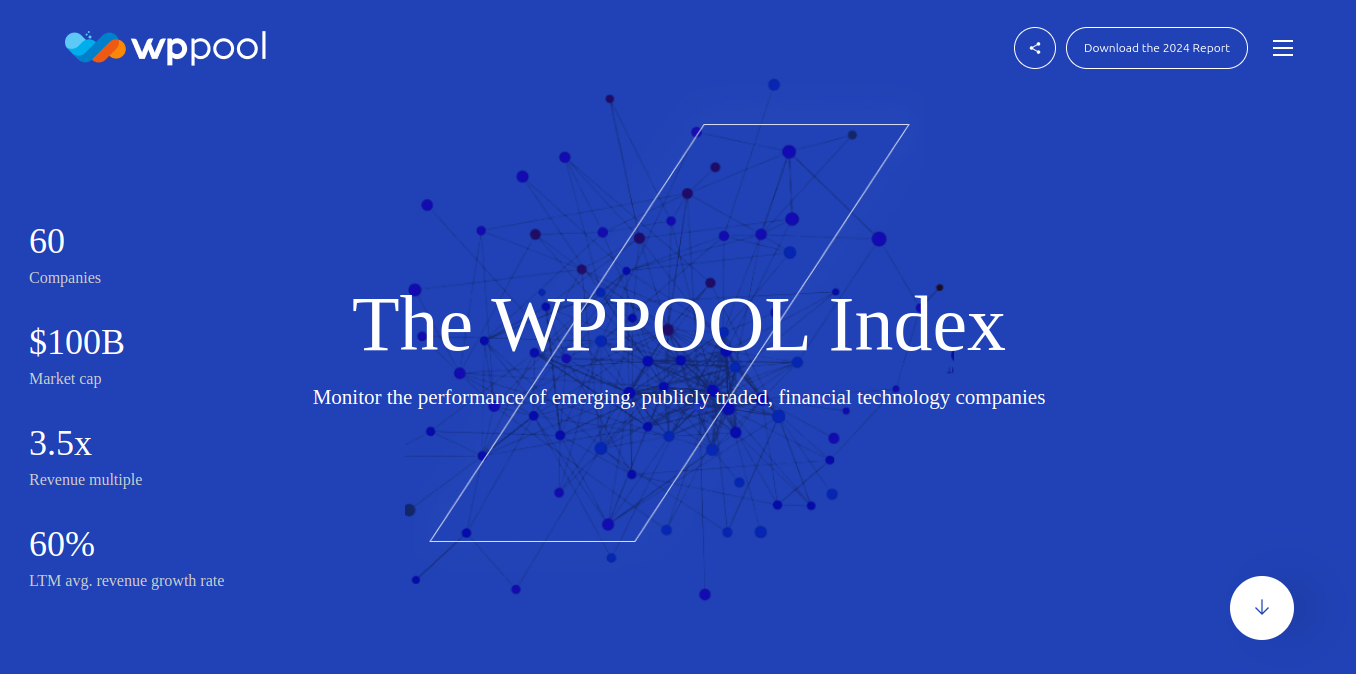 wppool
Download the 2024 Report
60
Companies
$100B
Market cap
3.5x
Revenue multiple
60%
LTM avg. revenue growth rate
The WPPOOL Index
Monitor the performance of emerging, publicly traded, financial technology companies